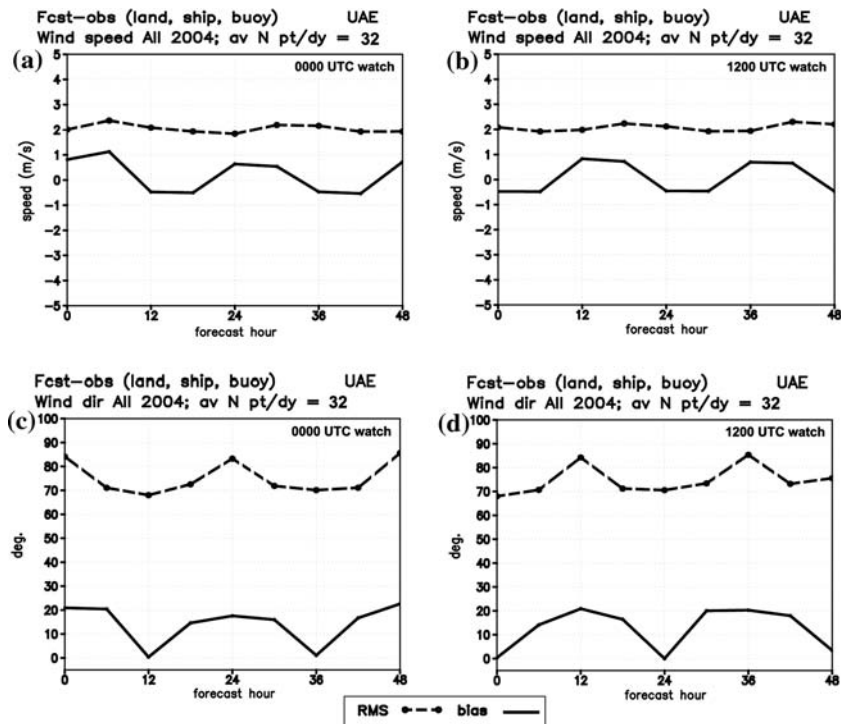 Fcst-obs (land, ship, buoy) UAE
Wind speed All 2004; av N pt/dy = 32
(a)
0000 UTC watch
5
4
3
2
1
0
-1
-2
-3
-4
-5
speed (m/s)
0 12 24 36 48
forecast hour
Fcst-obs (land, ship, buoy) UAE
Wind speed All 2004; av N pt/dy = 32
(b)
1200 UTC watch
5
4
3
2
1
0
-1
-2
-3
-4
-5
speed (m/s)
0 12 24 36 48
forecast hour
Fcst-obs (land, ship, buoy) UAE
Wind dir All 2004; av N pt/dy = 32
(c)
0000 UTC watch
100
90
80
70
60
50
40
30
20
10
0
deg.
0 12 24 36 48
forecast hour
Fcst-obs (land, ship, buoy) UAE
Wind dir All 2004; av N pt/dy = 32
(d)
1200 UTC watch
100
90
80
70
60
50
40
30
20
10
0
deg.
0 12 24 36 48
forecast hour
RMS bias